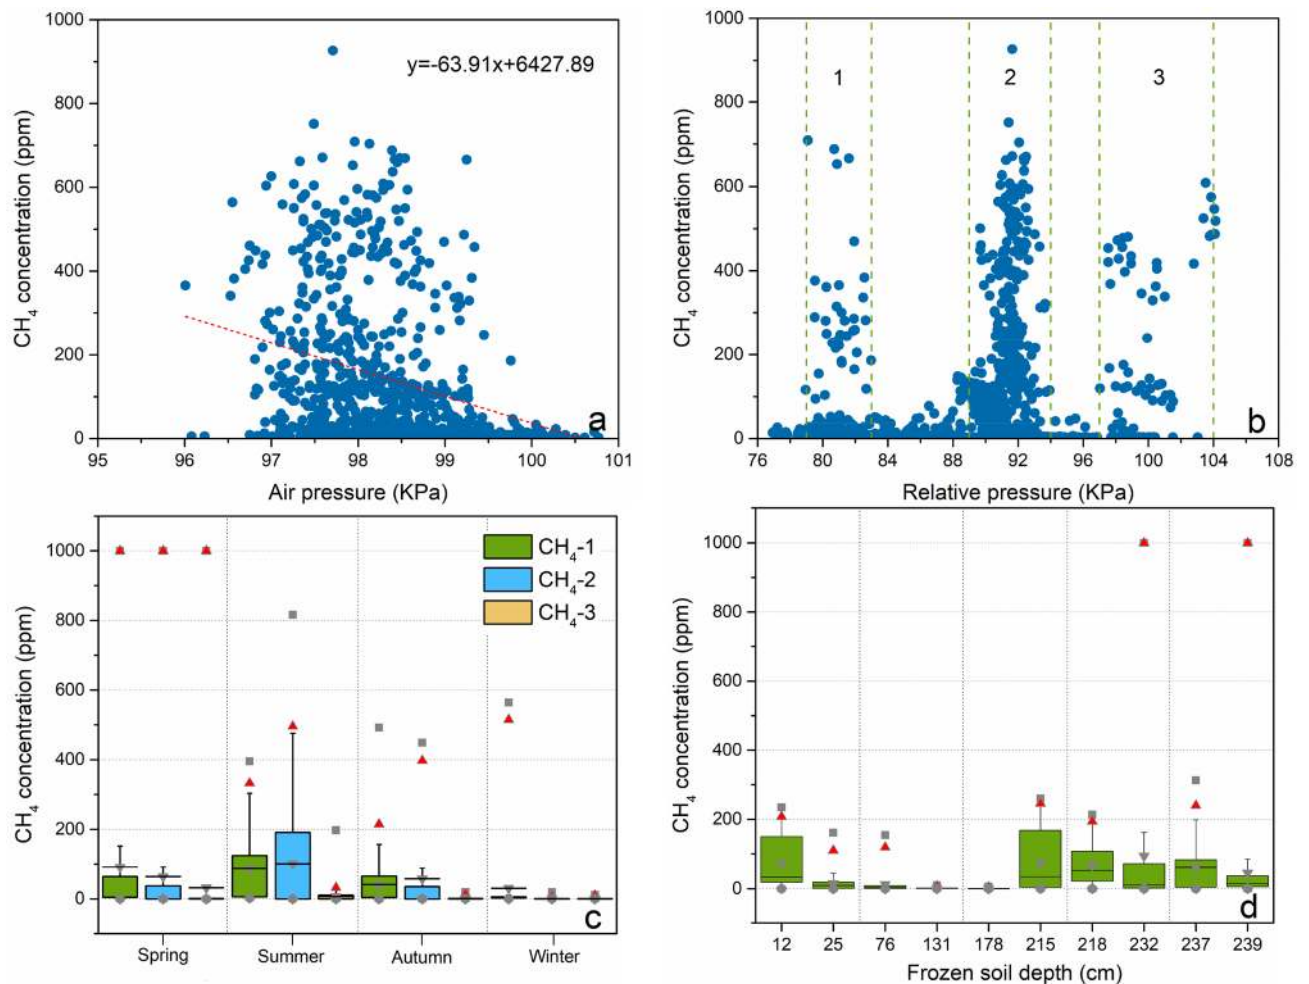 1000
800
600
400
200
0
CH₄ concentration (ppm)
y=-63.91x+6427.89
a
95 96 97 98 99 100 101
Air pressure (KPa)
1000
800
600
400
200
0
CH₄ concentration (ppm)
1 2 3
b
76 80 84 88 92 96 100 104 108
Relative pressure (KPa)
1000
800
600
400
200
0
CH₄ concentration (ppm)
CH₄-1
CH₄-2
CH₄-3
c
Spring Summer Autumn Winter
1000
800
600
400
200
0
CH₄ concentration (ppm)
d
12 25 76 131 178 215 218 232 237 239
Frozen soil depth (cm)